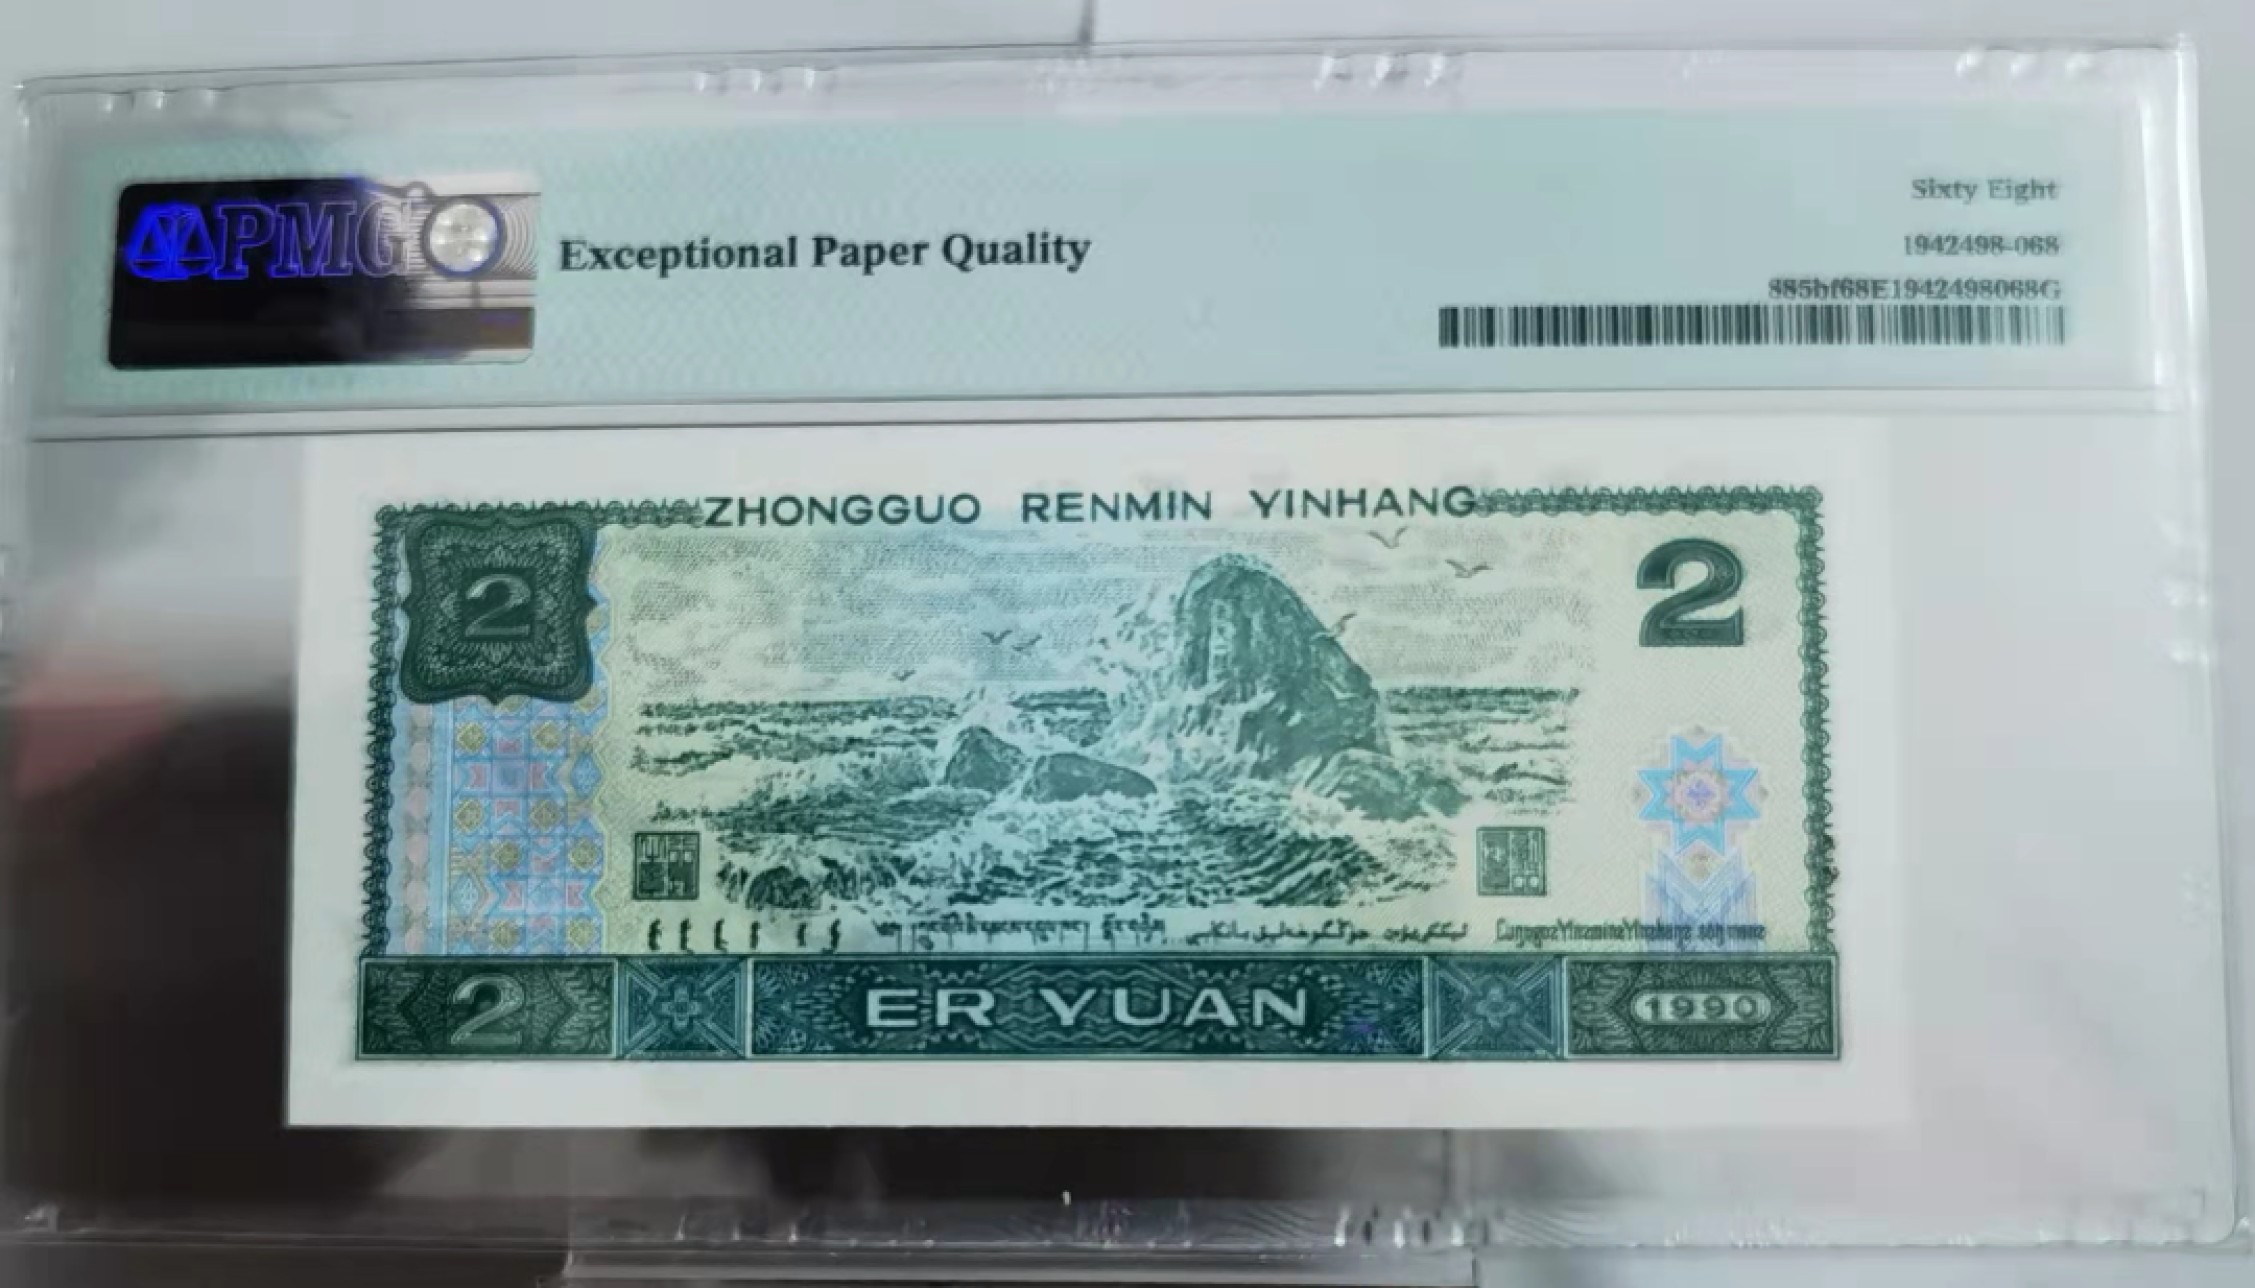 PMG
Exceptional Paper Quality
Sixty Eight
1942498-068
885bf68E1942498068G
ZHONGGUO RENMIN YINHANG
2
2
2
ER YUAN
1990